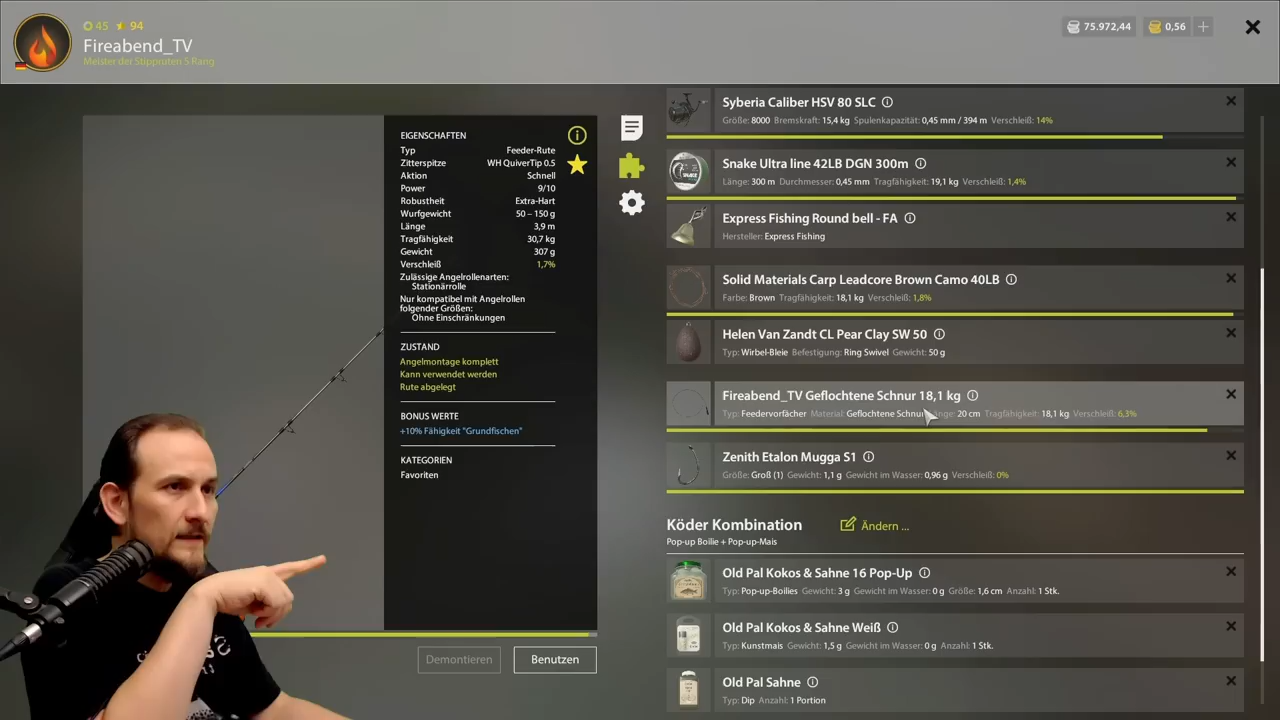 45 94
Fireabend_TV
Meister der Stippruten 5 Rang
75.972,44
0,56
EIGENSCHAFTEN
Typ Feeder-Rute
Zitterspitze WH QuiverTip 0.5
Aktion Schnell
Power 9/10
Robustheit Extra-Hart
Wurfgewicht 50 – 150 g
Länge 3,9 m
Tragfähigkeit 30,7 kg
Gewicht 307 g
Verschleiß 1,7%
Zulässige Angelrollenarten:
Stationärrolle
Nur kompatibel mit Angelrollen
folgender Größen:
Ohne Einschränkungen
ZUSTAND
Angelmontage komplett
Kann verwendet werden
Rute abgelegt
BONUS WERTE
+10% Fähigkeit "Grundfischen"
KATEGORIEN
Favoriten
Demontieren
Benutzen
Syberia Caliber HSV 80 SLC
Größe: 8000 Bremskraft: 15,4 kg Spulenkapazität: 0,45 mm / 394 m Verschleiß: 14%
Snake Ultra line 42LB DGN 300m
Länge: 300 m Durchmesser: 0,45 mm Tragfähigkeit: 19,1 kg Verschleiß: 1,4%
Express Fishing Round bell - FA
Hersteller: Express Fishing
Solid Materials Carp Leadcore Brown Camo 40LB
Farbe: Brown Tragfähigkeit: 18,1 kg Verschleiß: 1,8%
Helen Van Zandt CL Pear Clay SW 50
Typ: Wirbel-Bleie Befestigung: Ring Swivel Gewicht: 50 g
Fireabend_TV Geflochtene Schnur 18,1 kg
Typ: Feedervorfächer Material: Geflochtene Schnur 20 cm Tragfähigkeit: 18,1 kg Verschleiß: 6,3%
Zenith Etalon Mugga S1
Größe: Groß (1) Gewicht: 1,1 g Gewicht im Wasser: 0,96 g Verschleiß: 0%
Köder Kombination Ändern ...
Pop-up Boilie + Pop-up-Mais
Old Pal Kokos & Sahne 16 Pop-Up
Typ: Pop-up-Boilies Gewicht: 3 g Gewicht im Wasser: 0 g Größe: 1,6 cm Anzahl: 1 Stk.
Old Pal Kokos & Sahne Weiß
Typ: Kunstmais Gewicht: 1,5 g Gewicht im Wasser: 0 g Anzahl: 1 Stk.
Old Pal Sahne
Typ: Dip Anzahl: 1 Portion